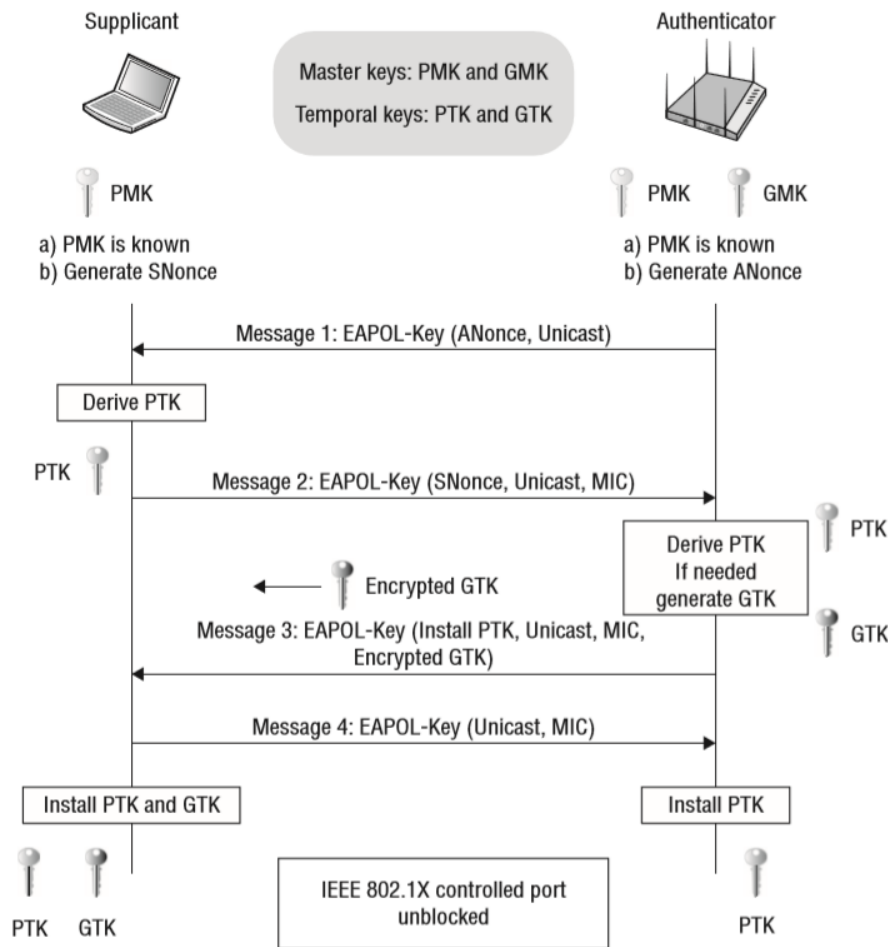 Supplicant
Authenticator
Master keys: PMK and GMK
Temporal keys: PTK and GTK
PMK
PMK
GMK
a) PMK is known
b) Generate SNonce
a) PMK is known
b) Generate ANonce
Message 1: EAPOL-Key (ANonce, Unicast)
Derive PTK
PTK
Message 2: EAPOL-Key (SNonce, Unicast, MIC)
Derive PTK
If needed
generate GTK
PTK
GTK
Encrypted GTK
Message 3: EAPOL-Key (Install PTK, Unicast, MIC,
Encrypted GTK)
Message 4: EAPOL-Key (Unicast, MIC)
Install PTK and GTK
Install PTK
PTK
GTK
IEEE 802.1X controlled port
unblocked
PTK